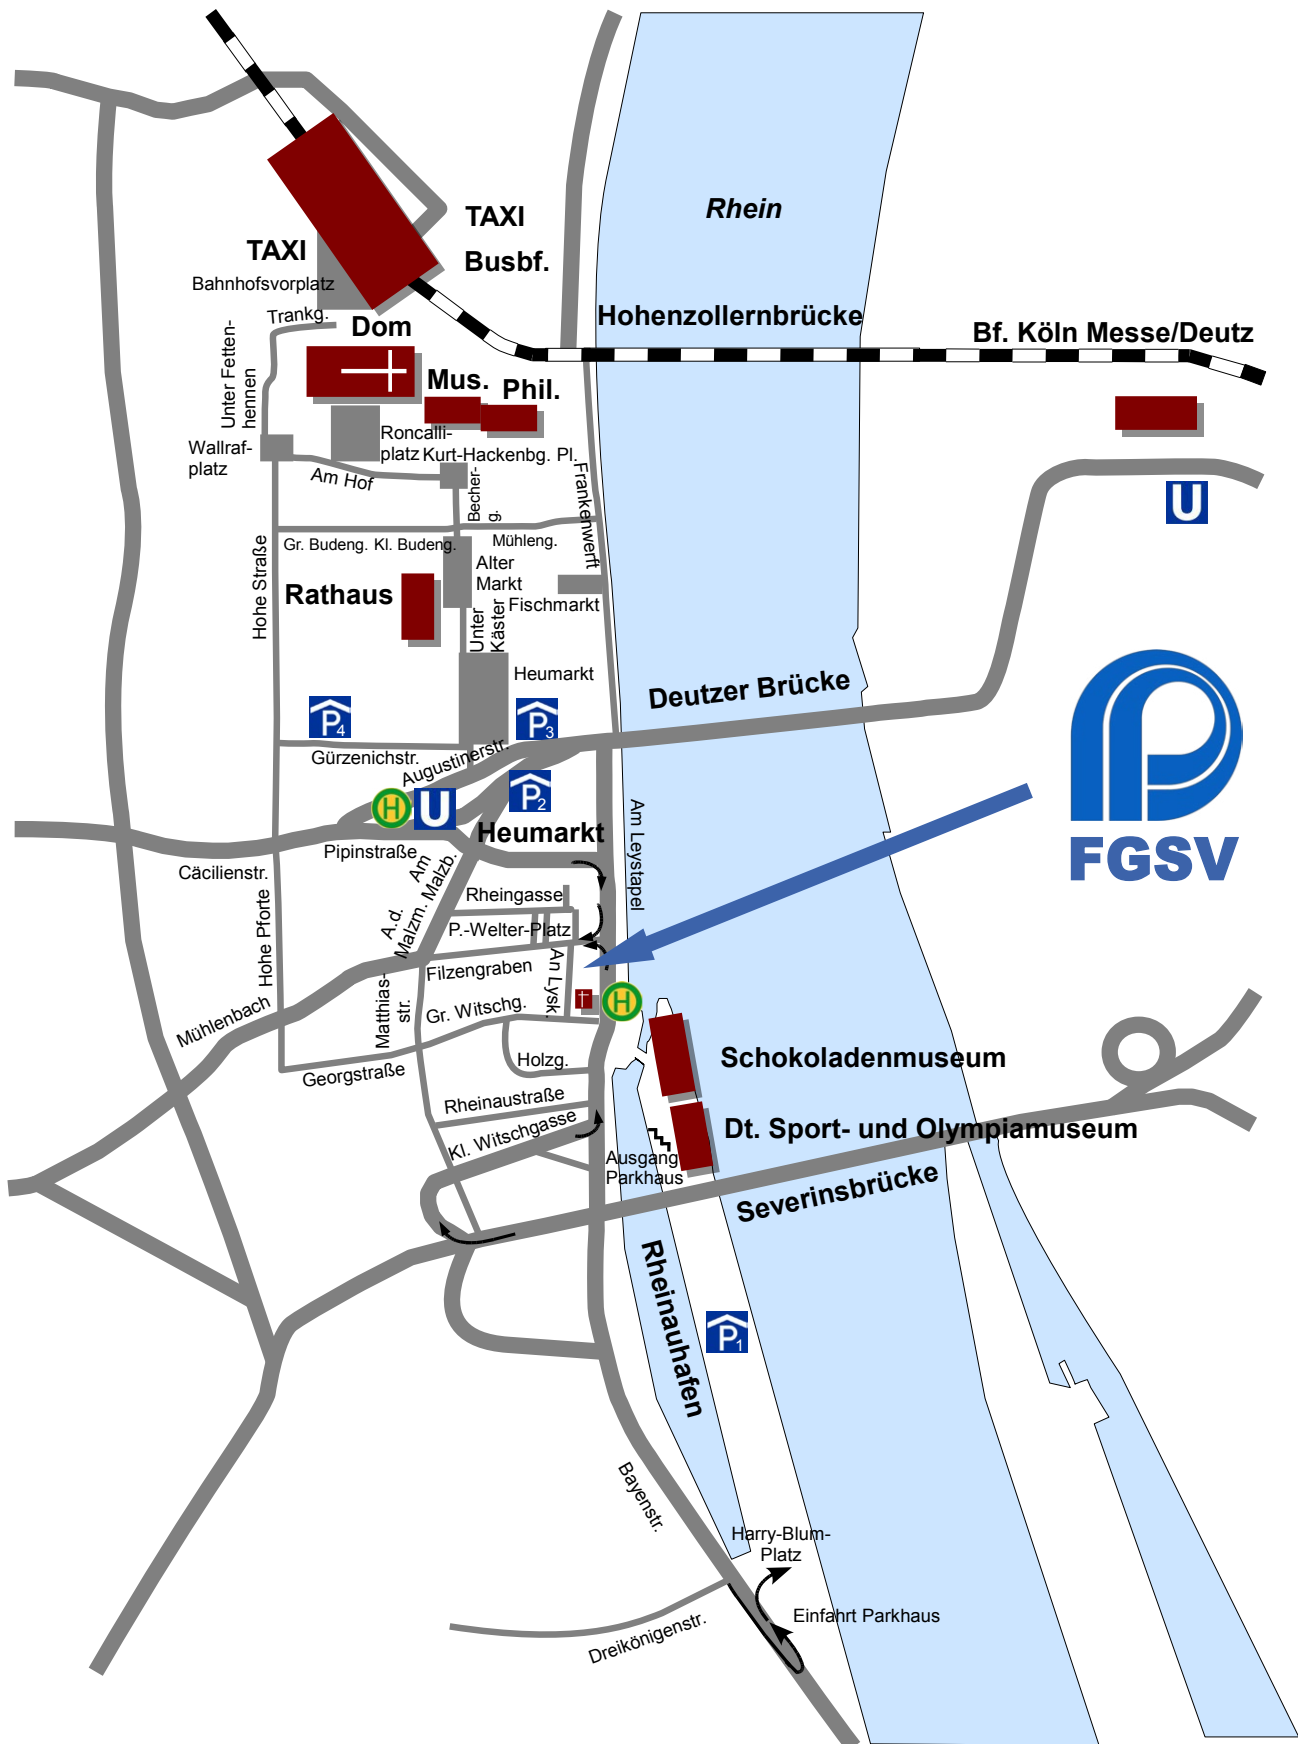 Rhein
TAXI
Busbf.
TAXI
Bahnhofsvorplatz
Trankg.
Dom
Hohenzollernbrücke
Bf. Köln Messe/Deutz
Unter Fetten-
hennen
Mus.
Phil.
Wallraf-
platz
Roncalli-
platz
Kurt-Hackenbg. Pl.
Am Hof
Becher-
g.
Frankenwerft
U
Hohe Straße
Gr. Budeng.
Kl. Budeng.
Mühleng.
Alter
Markt
Fischmarkt
Rathaus
Unter
Käster
Heumarkt
Deutzer Brücke
P4
P3
Gürzenichstr.
Augustinerstr.
P2
H
U
Heumarkt
Pipinstraße
Cäcilienstr.
Am Leystapel
FGSV
Am
Malzb.
A.d.
Malzm.
Rheingasse
P.-Welter-Platz
Hohe Pforte
Filzengraben
An Lysk.
Mühlenbach
Matthias-
str.
Gr. Witschg.
H
Georgstraße
Holzg.
Schokoladenmuseum
Rheinaustraße
Kl. Witschgasse
Dt. Sport- und Olympiamuseum
Ausgang
Parkhaus
Severinsbrücke
Rheinauhafen
P1
Bayenstr.
Harry-Blum-
Platz
Einfahrt Parkhaus
Dreikönigenstr.